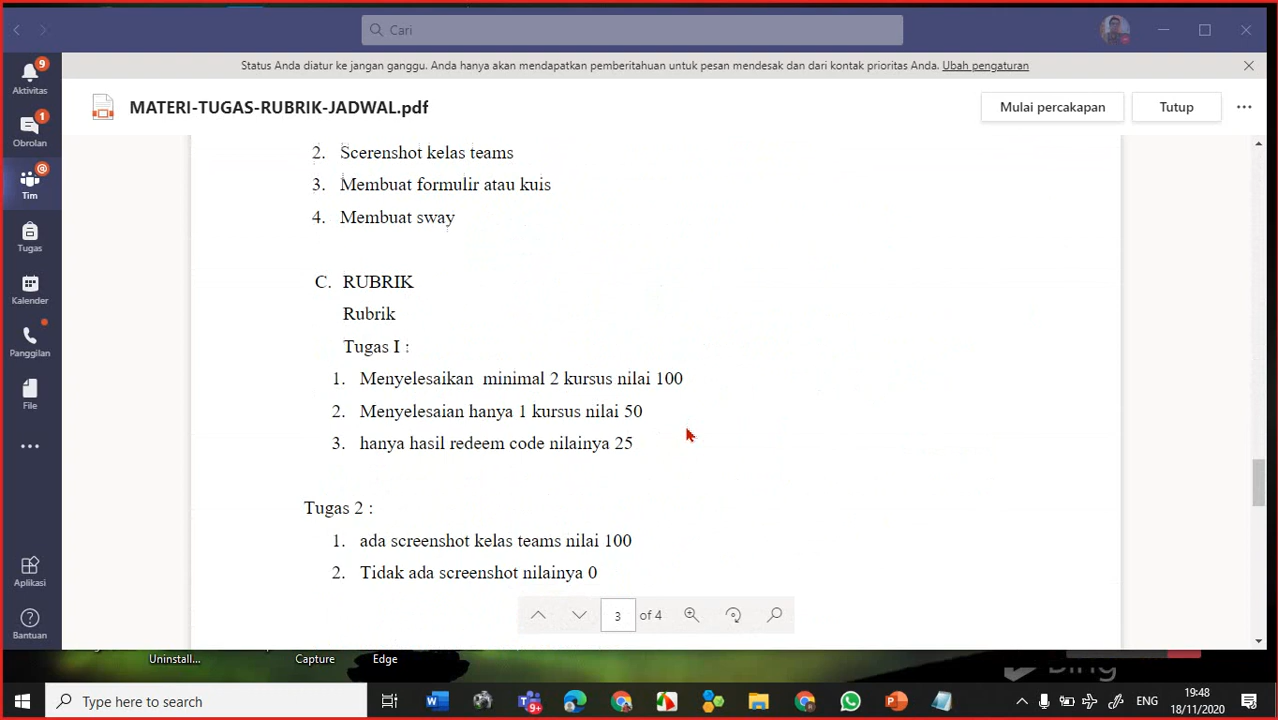 Cari
Status Anda diatur ke jangan ganggu. Anda hanya akan mendapatkan pemberitahuan untuk pesan mendesak dan dari kontak prioritas Anda. Ubah pengaturan
9
Aktivitas
1
Obrolan
@
Tim
Tugas
Kalender
Panggilan
File
Aplikasi
Bantuan
MATERI-TUGAS-RUBRIK-JADWAL.pdf
Mulai percakapan
Tutup
2. Scerenshot kelas teams
3. Membuat formulir atau kuis
4. Membuat sway
C. RUBRIK
Rubrik
Tugas I :
1. Menyelesaikan minimal 2 kursus nilai 100
2. Menyelesaian hanya 1 kursus nilai 50
3. hanya hasil redeem code nilainya 25
Tugas 2 :
1. ada screenshot kelas teams nilai 100
2. Tidak ada screenshot nilainya 0
3 of 4
Uninstall...
Capture
Edge
Bing
Type here to search
9+
ENG
19:48
18/11/2020